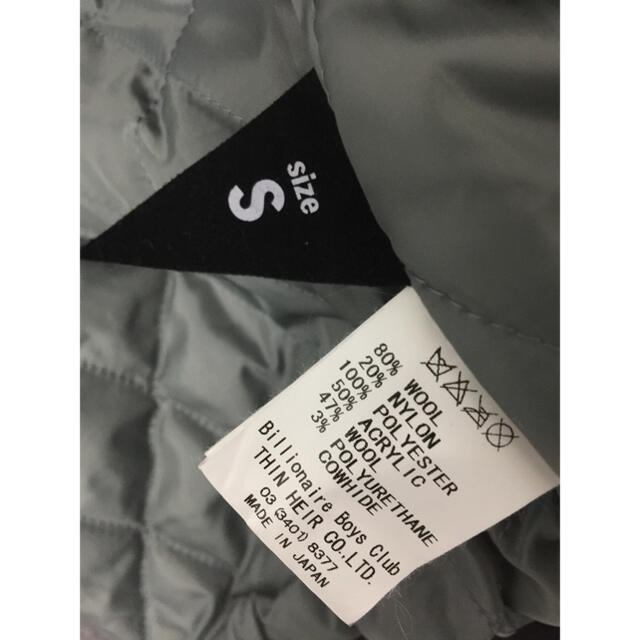 size
S
80% WOOL
20% NYLON
100% POLYESTER
50% ACRYLIC
47% WOOL
3% POLYURETHANE
COWHIDE
Billionaire Boys Club
THIN HEIR CO.,LTD.
03 (3401) 8377
MADE IN JAPAN